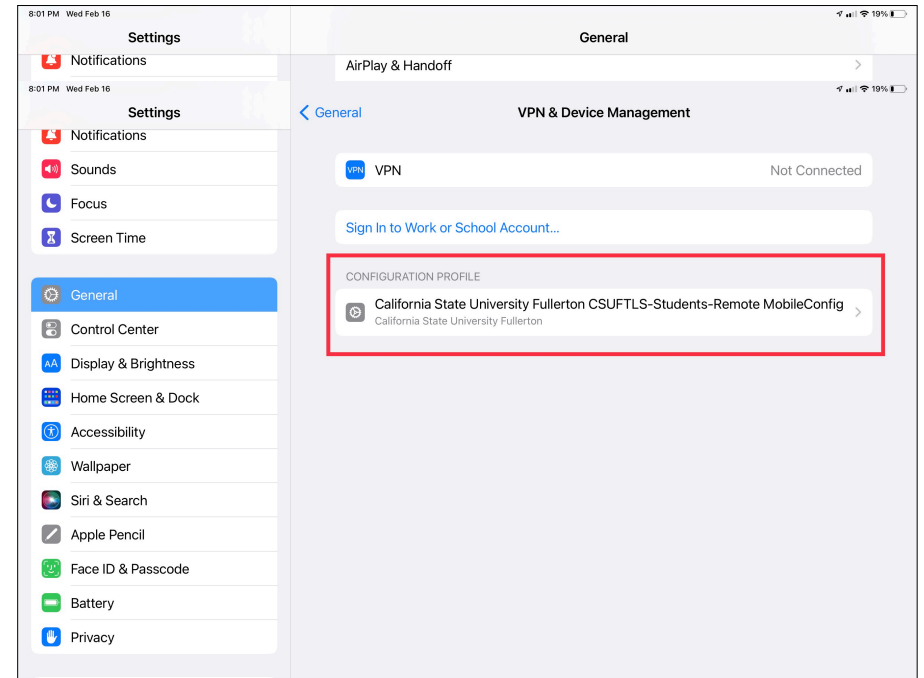 8:01 PM Wed Feb 16
19%
Settings
General
Notifications
AirPlay & Handoff
8:01 PM Wed Feb 16
19%
Settings
General
VPN & Device Management
Notifications
Sounds
Focus
Screen Time
General
Control Center
AA Display & Brightness
Home Screen & Dock
Accessibility
Wallpaper
Siri & Search
Apple Pencil
Face ID & Passcode
Battery
Privacy
VPN VPN
Not Connected
Sign In to Work or School Account...
CONFIGURATION PROFILE
California State University Fullerton CSUFTLS-Students-Remote MobileConfig
California State University Fullerton